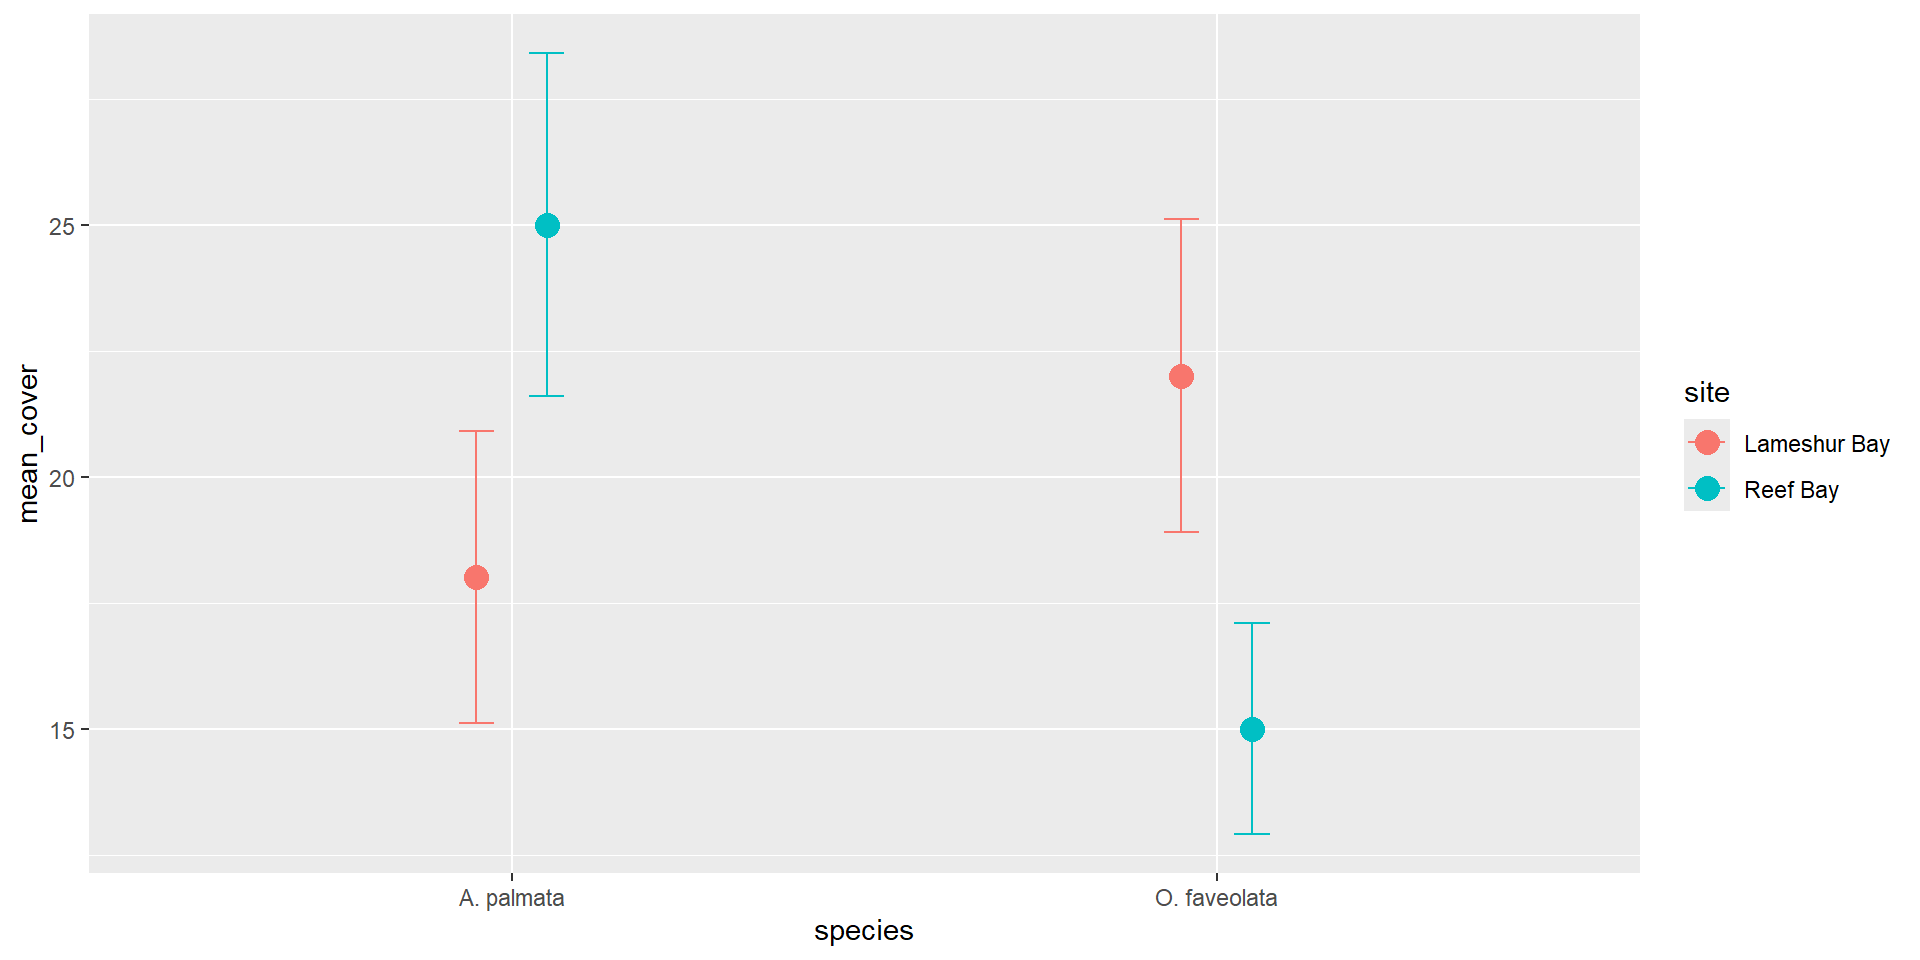 mean_cover
25
20
15
A. palmata
O. faveolata
species
site
Lameshur Bay
Reef Bay